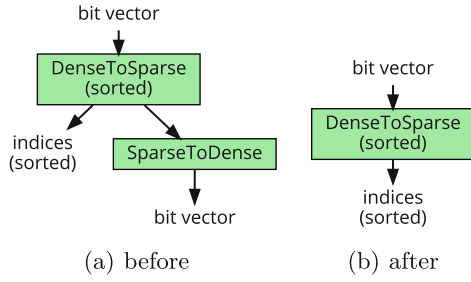 bit vector
DenseToSparse
(sorted)
indices
(sorted)
SparseToDense
bit vector
(a) before
bit vector
DenseToSparse
(sorted)
indices
(sorted)
(b) after